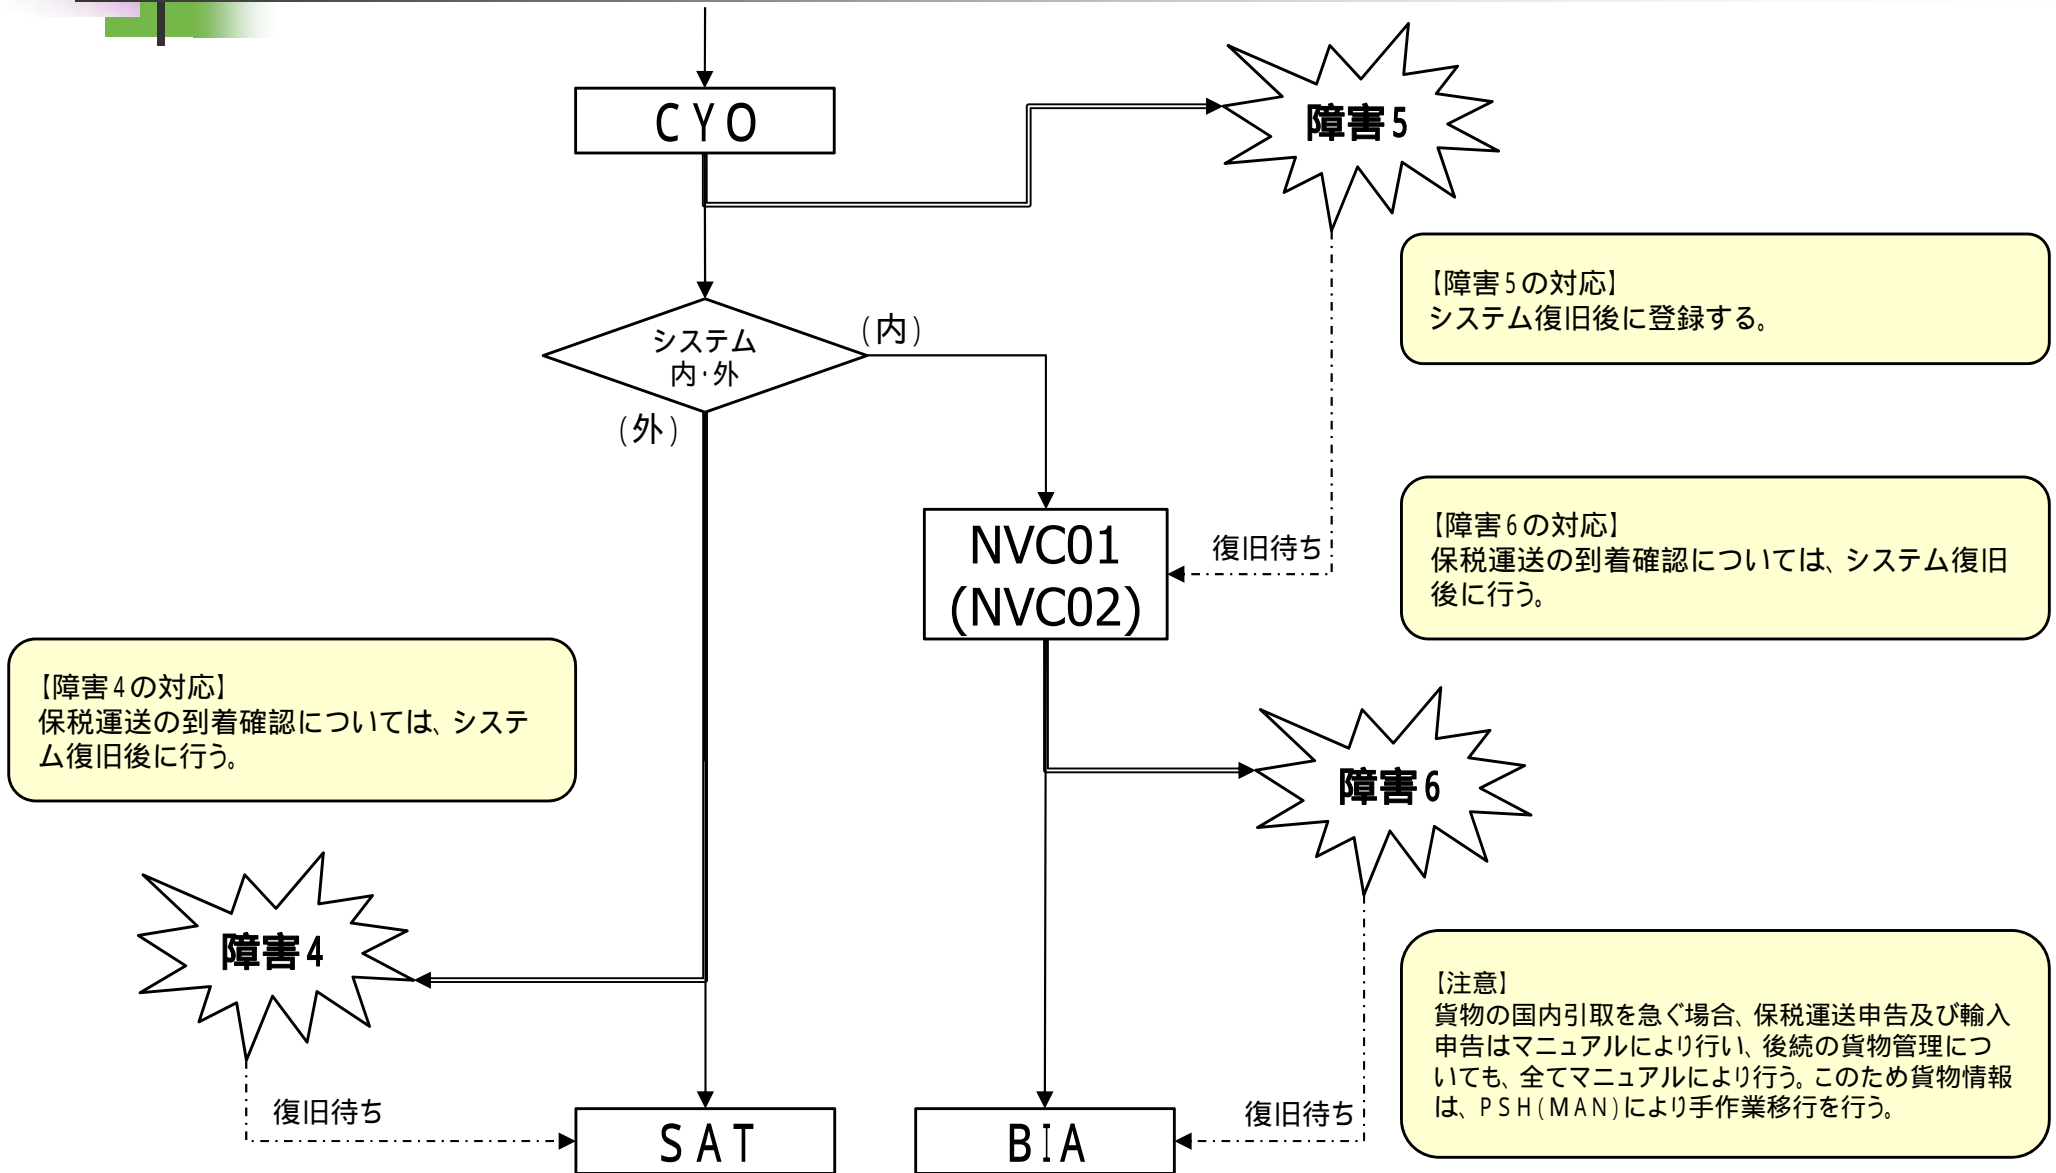 ＣＹＯ
障害5
【障害5の対応】
システム復旧後に登録する。
システム
内・外
(内)
(外)
【障害6の対応】
保税運送の到着確認については、システム復旧
後に行う。
NVC01
(NVC02)
復旧待ち
【障害4の対応】
保税運送の到着確認については、システ
ム復旧後に行う。
障害6
障害4
【注意】
貨物の国内引取を急ぐ場合、保税運送申告及び輸入
申告はマニュアルにより行い、後続の貨物管理につ
いても、全てマニュアルにより行う。このため貨物情報
は、ＰＳＨ(MAN)により手作業移行を行う。
復旧待ち
復旧待ち
ＳＡＴ
ＢＩＡ